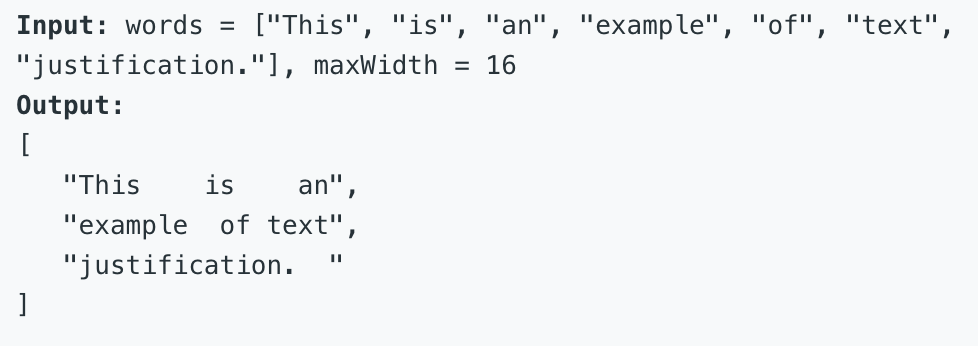 Input: words = ["This", "is", "an", "example", "of", "text",
"justification."], maxWidth = 16
Output:
[
   "This    is    an",
   "example  of text",
   "justification.  "
]